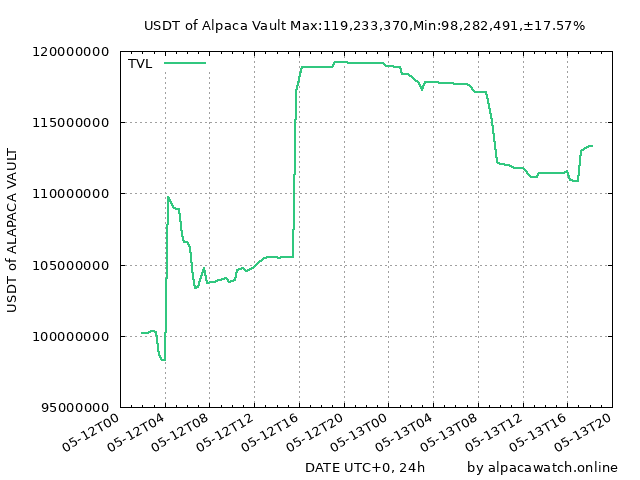 USDT of Alpaca Vault Max:119,233,370,Min:98,282,491,±17.57%
TVL
USDT of ALAPACA VAULT
120000000
115000000
110000000
105000000
100000000
95000000
05-12T00
05-12T04
05-12T08
05-12T12
05-12T16
05-12T20
05-13T00
05-13T04
05-13T08
05-13T12
05-13T16
05-13T20
DATE UTC+0, 24h
by alpacawatch.online